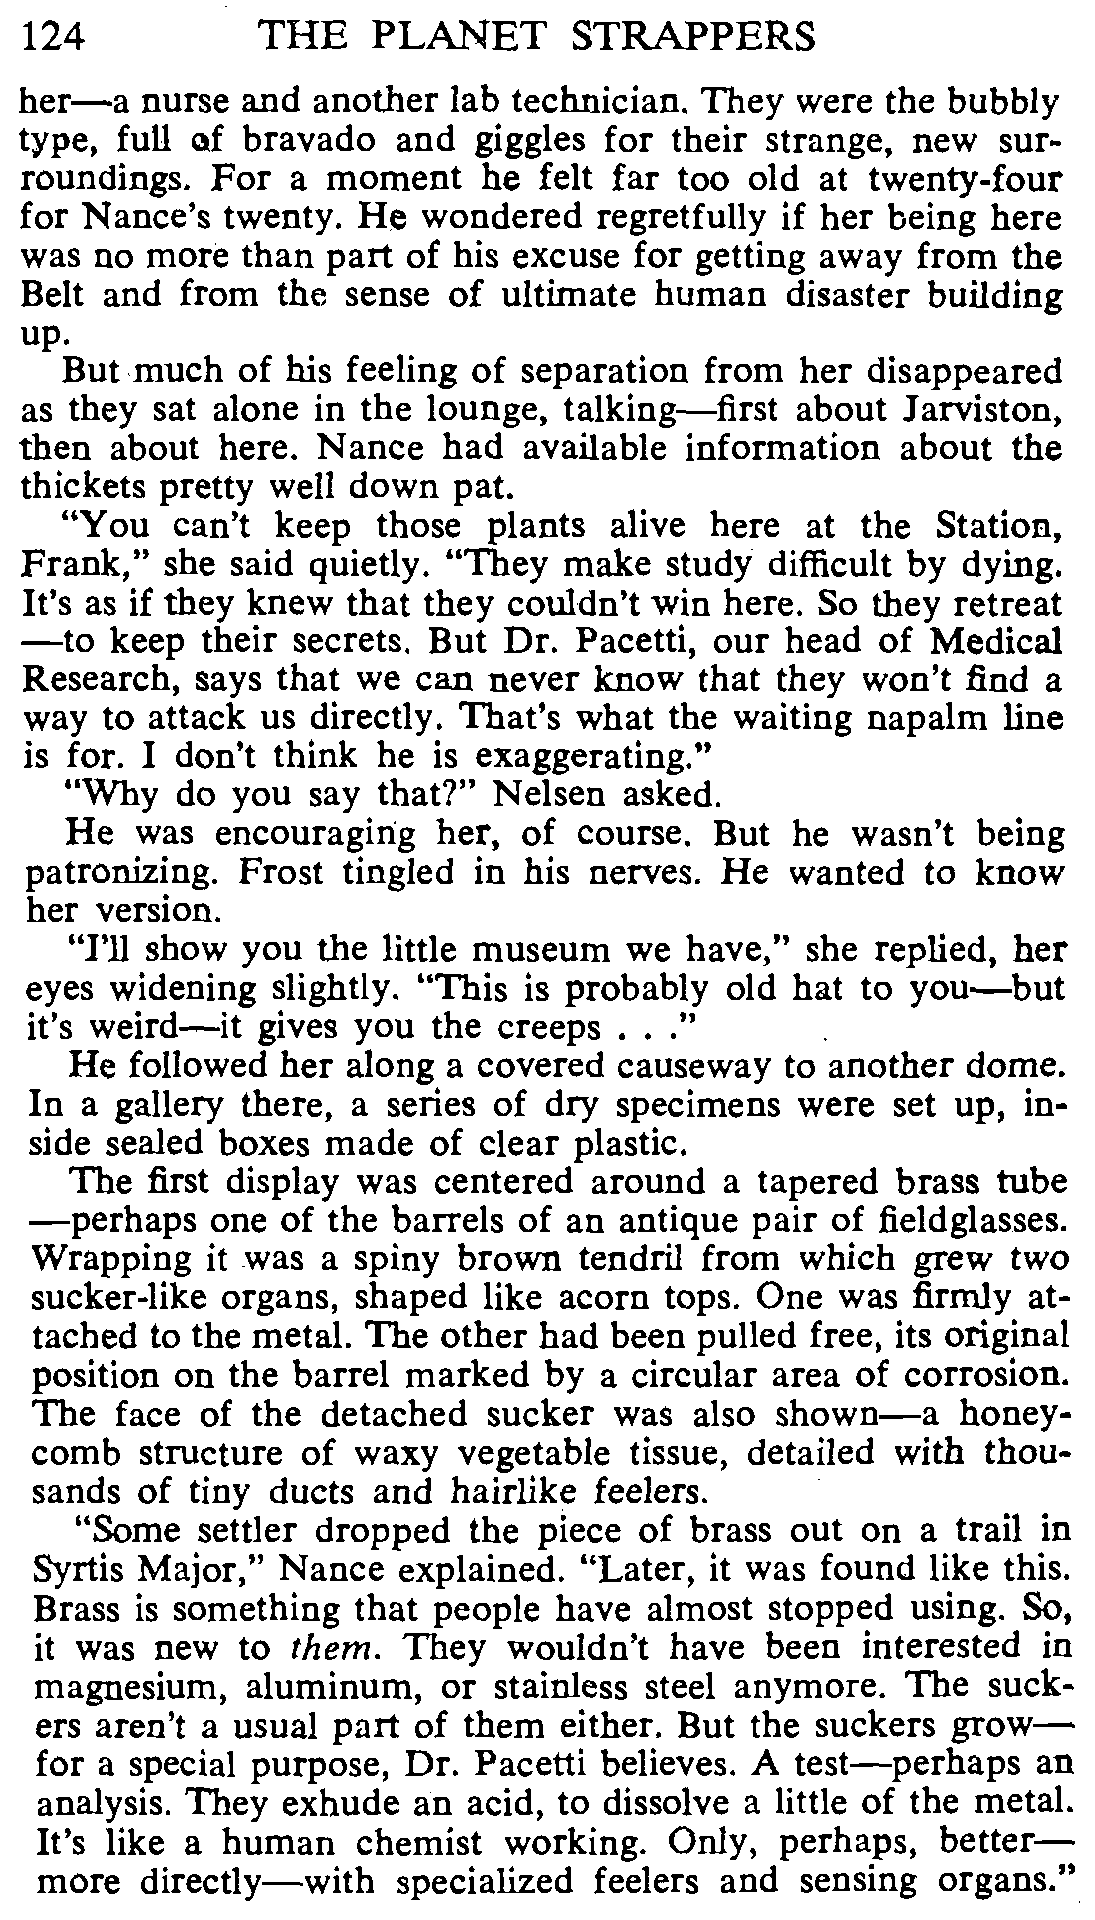 124 THE PLANET STRAPPERS
her—a nurse and another lab technician. They were the bubbly
type, full of bravado and giggles for their strange, new sur-
roundings. For a moment he felt far too old at twenty-four
for Nance's twenty. He wondered regretfully if her being here
was no more than part of his excuse for getting away from the
Belt and from the sense of ultimate human disaster building
up.
But much of his feeling of separation from her disappeared
as they sat alone in the lounge, talking—first about Jarviston,
then about here. Nance had available information about the
thickets pretty well down pat.
"You can't keep those plants alive here at the Station,
Frank," she said quietly. "They make study difficult by dying.
It's as if they knew that they couldn't win here. So they retreat
—to keep their secrets. But Dr. Pacetti, our head of Medical
Research, says that we can never know that they won't find a
way to attack us directly. That's what the waiting napalm line
is for. I don't think he is exaggerating."
"Why do you say that?" Nelsen asked.
He was encouraging her, of course. But he wasn't being
patronizing. Frost tingled in his nerves. He wanted to know
her version.
"I'll show you the little museum we have," she replied, her
eyes widening slightly. "This is probably old hat to you—but
it's weird—it gives you the creeps . . ."
He followed her along a covered causeway to another dome.
In a gallery there, a series of dry specimens were set up, in-
side sealed boxes made of clear plastic.
The first display was centered around a tapered brass tube
—perhaps one of the barrels of an antique pair of fieldglasses.
Wrapping it was a spiny brown tendril from which grew two
sucker-like organs, shaped like acorn tops. One was firmly at-
tached to the metal. The other had been pulled free, its original
position on the barrel marked by a circular area of corrosion.
The face of the detached sucker was also shown—a honey-
comb structure of waxy vegetable tissue, detailed with thou-
sands of tiny ducts and hairlike feelers.
"Some settler dropped the piece of brass out on a trail in
Syrtis Major," Nance explained. "Later, it was found like this.
Brass is something that people have almost stopped using. So,
it was new to them. They wouldn't have been interested in
magnesium, aluminum, or stainless steel anymore. The suck-
ers aren't a usual part of them either. But the suckers grow—
for a special purpose, Dr. Pacetti believes. A test—perhaps an
analysis. They exhude an acid, to dissolve a little of the metal.
It's like a human chemist working. Only, perhaps, better—
more directly—with specialized feelers and sensing organs."